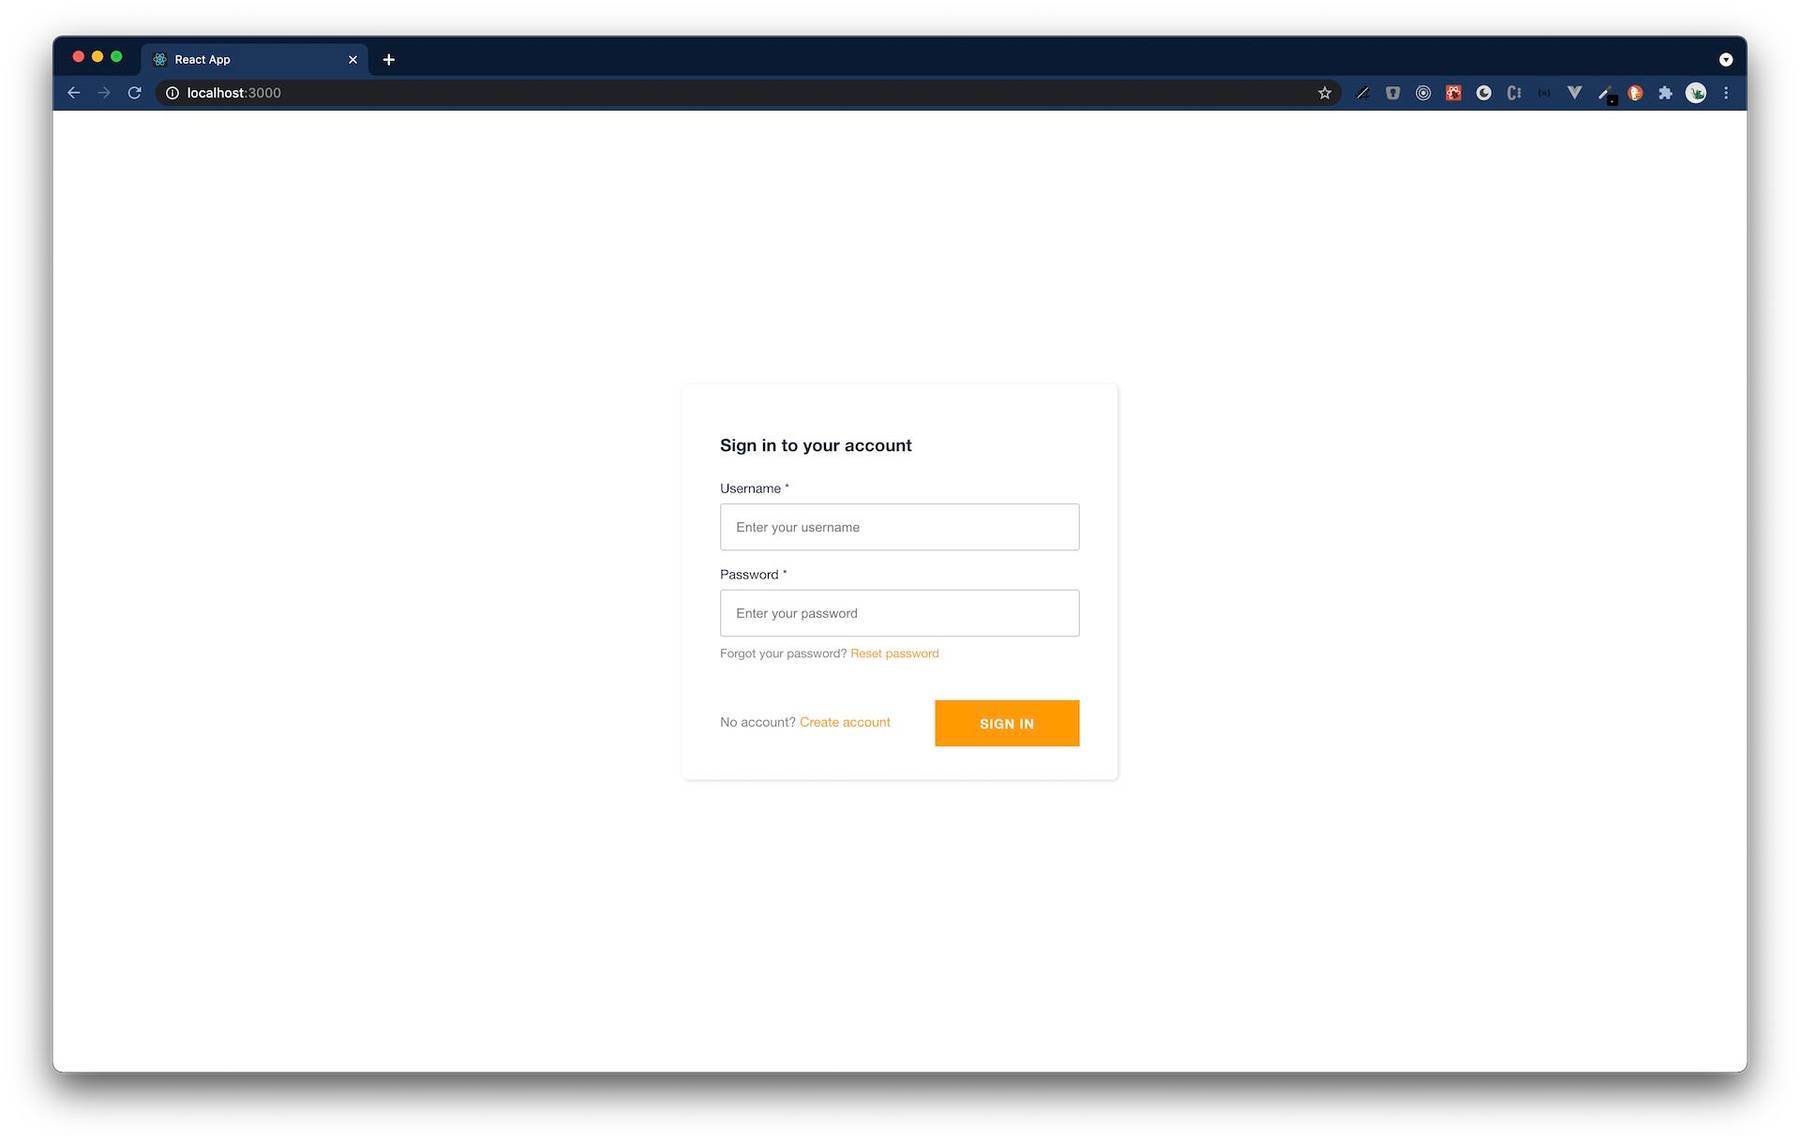 React App
localhost:3000
Sign in to your account
Username *
Enter your username
Password *
Enter your password
Forgot your password? Reset password
No account? Create account
SIGN IN